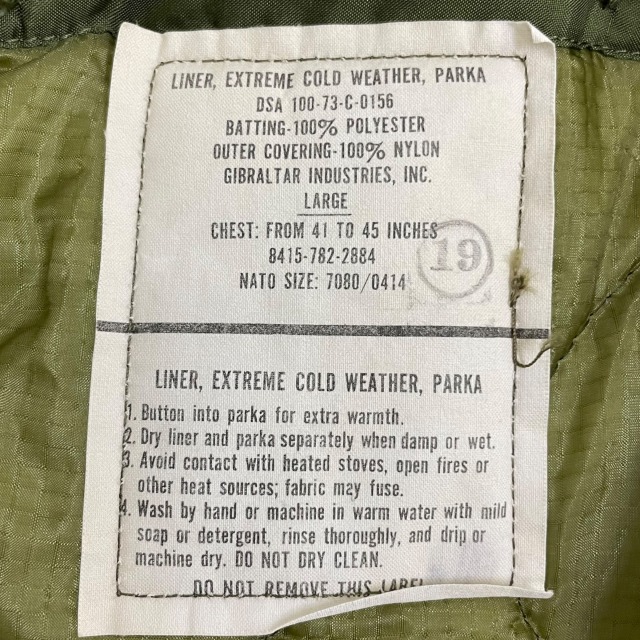 LINER, EXTREME COLD WEATHER, PARKA
DSA 100-73-C-0156
BATTING-100% POLYESTER
OUTER COVERING-100% NYLON
GIBRALTAR INDUSTRIES, INC.
LARGE
CHEST: FROM 41 TO 45 INCHES
8415-782-2884
NATO SIZE: 7080/0414
19
LINER, EXTREME COLD WEATHER, PARKA
1. Button into parka for extra warmth.
2. Dry liner and parka separately when damp or wet.
3. Avoid contact with heated stoves, open fires or
other heat sources; fabric may fuse.
4. Wash by hand or machine in warm water with mild
soap or detergent, rinse thoroughly, and drip or
machine dry. DO NOT DRY CLEAN.
DO NOT REMOVE THIS LABEL